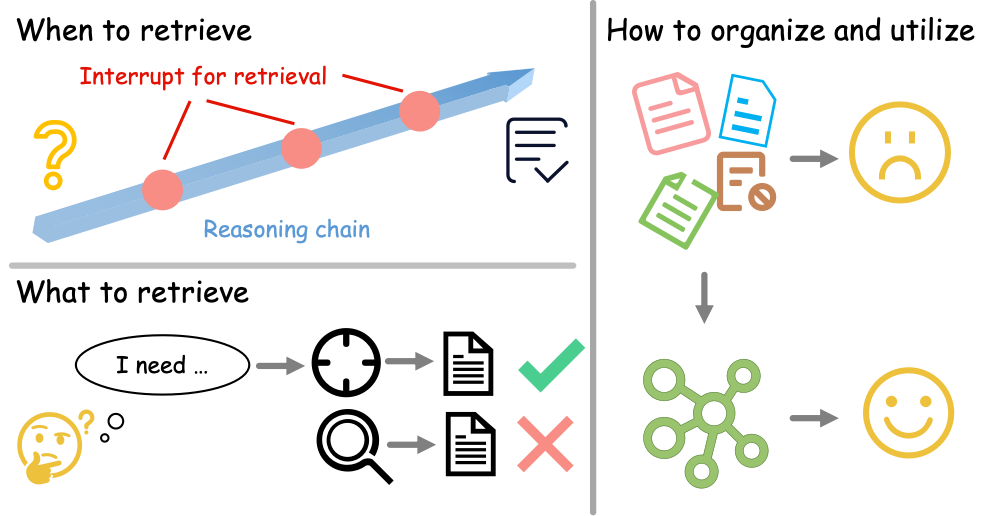 When to retrieve
Interrupt for retrieval
?
Reasoning chain
What to retrieve
I need ...
?
How to organize and utilize